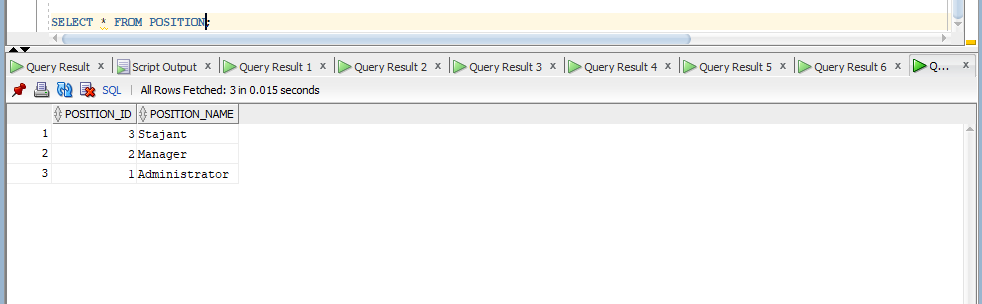 SELECT * FROM POSITION;
Query Result x Script Output x Query Result 1 x Query Result 2 x Query Result 3 x Query Result 4 x Query Result 5 x Query Result 6 x Q... x
SQL | All Rows Fetched: 3 in 0.015 seconds
POSITION_ID POSITION_NAME
1 3 Stajant
2 2 Manager
3 1 Administrator